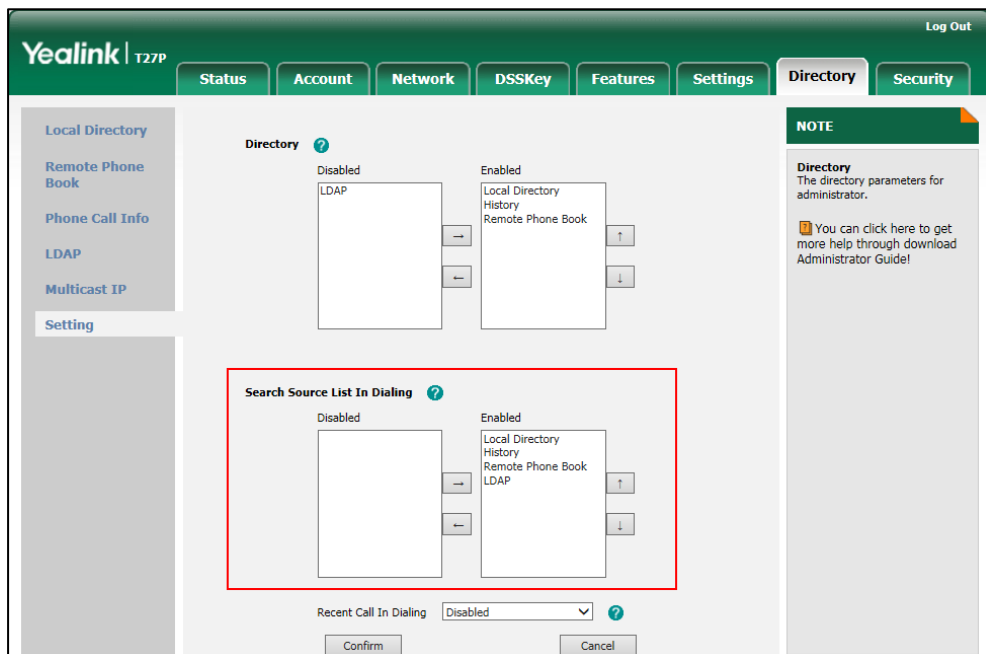 Log Out
Yealink | T27P
Status Account Network DSSKey Features Settings Directory Security
Local Directory
Remote Phone
Book
Phone Call Info
LDAP
Multicast IP
Setting
Directory ?
Disabled Enabled
LDAP
Local Directory
History
Remote Phone Book
→ ↑
← ↓
Search Source List In Dialing ?
Disabled Enabled
Local Directory
History
Remote Phone Book
LDAP
→ ↑
← ↓
Recent Call In Dialing Disabled ?
Confirm Cancel
NOTE
Directory
The directory parameters for
administrator.
? You can click here to get
more help through download
Administrator Guide!